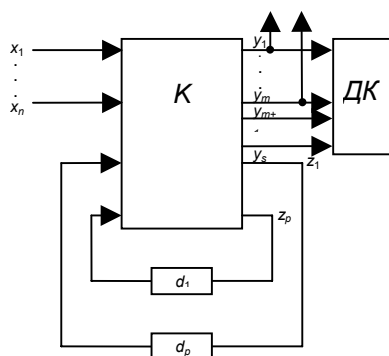 x₁
xₙ
K
y₁
yₘ
yₘ₊
yₛ
z₁
zₚ
ДК
d₁
dₚ